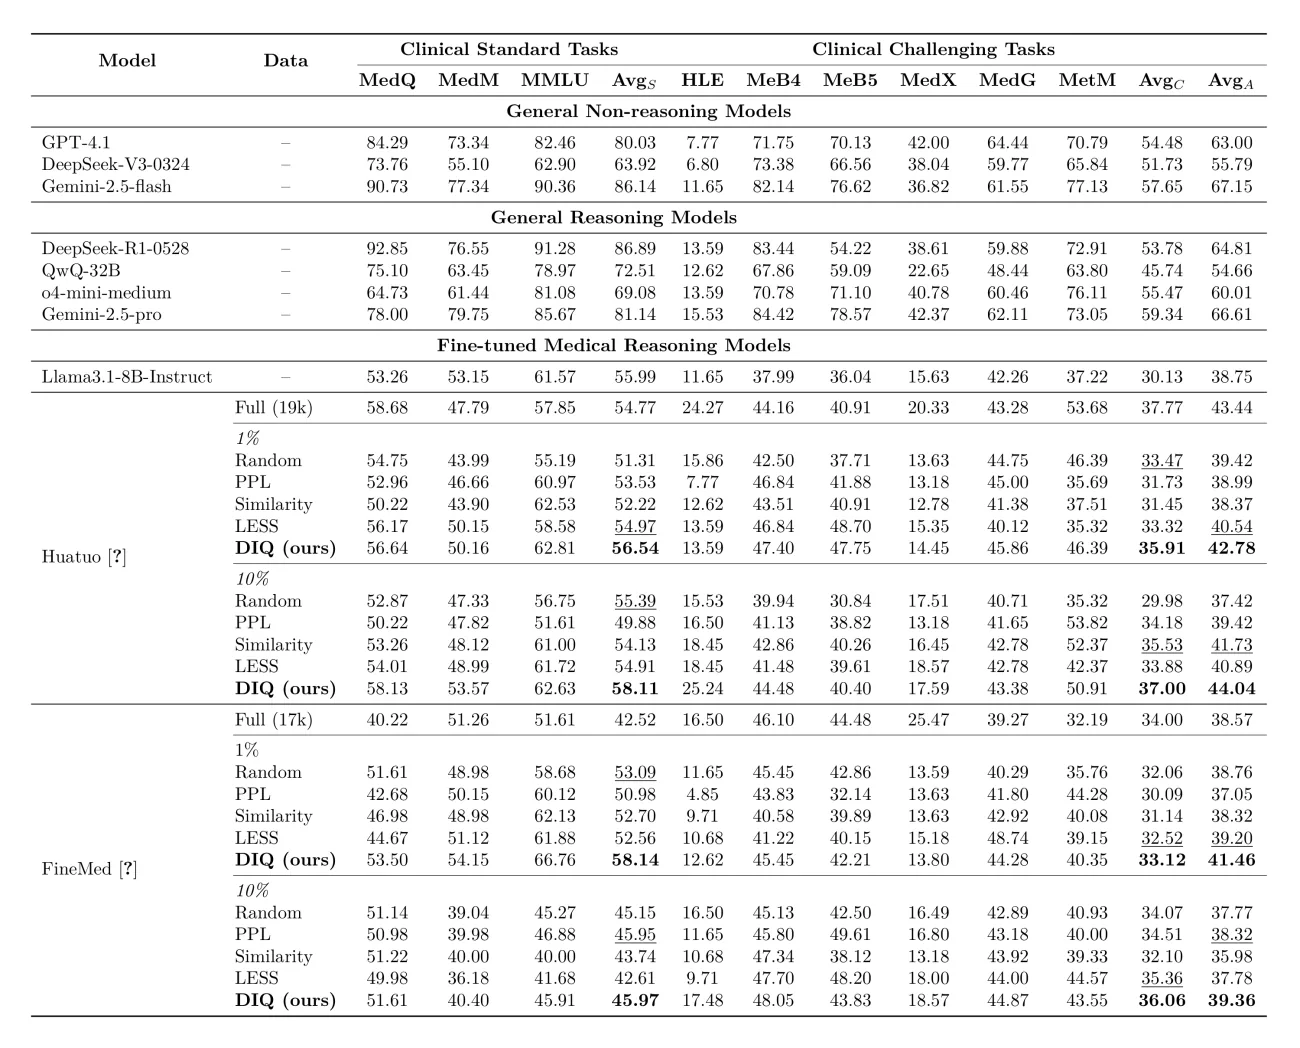 Model Data Clinical Standard Tasks Clinical Challenging Tasks
MedQ MedM MMLU Avg_S HLE MeB4 MeB5 MedX MedG MetM Avg_C Avg_A
General Non-reasoning Models
GPT-4.1 – 84.29 73.34 82.46 80.03 7.77 71.75 70.13 42.00 64.44 70.79 54.48 63.00
DeepSeek-V3-0324 – 73.76 55.10 62.90 63.92 6.80 73.38 66.56 38.04 59.77 65.84 51.73 55.79
Gemini-2.5-flash – 90.73 77.34 90.36 86.14 11.65 82.14 76.62 36.82 61.55 77.13 57.65 67.15
General Reasoning Models
DeepSeek-R1-0528 – 92.85 76.55 91.28 86.89 13.59 83.44 54.22 38.61 59.88 72.91 53.78 64.81
QwQ-32B – 75.10 63.45 78.97 72.51 12.62 67.86 59.09 22.65 48.44 63.80 45.74 54.66
o4-mini-medium – 64.73 61.44 81.08 69.08 13.59 70.78 71.10 40.78 60.46 76.11 55.47 60.01
Gemini-2.5-pro – 78.00 79.75 85.67 81.14 15.53 84.42 78.57 42.37 62.11 73.05 59.34 66.61
Fine-tuned Medical Reasoning Models
Llama3.1-8B-Instruct – 53.26 53.15 61.57 55.99 11.65 37.99 36.04 15.63 42.26 37.22 30.13 38.75
Full (19k) 58.68 47.79 57.85 54.77 24.27 44.16 40.91 20.33 43.28 53.68 37.77 43.44
1%
Random 54.75 43.99 55.19 51.31 15.86 42.50 37.71 13.63 44.75 46.39 33.47 39.42
PPL 52.96 46.66 60.97 53.53 7.77 46.84 41.88 13.18 45.00 35.69 31.73 38.99
Similarity 50.22 43.90 62.53 52.22 12.62 43.51 40.91 12.78 41.38 37.51 31.45 38.37
LESS 56.17 50.15 58.58 54.97 13.59 46.84 48.70 15.35 40.12 35.32 33.32 40.54
DIQ (ours) 56.64 50.16 62.81 56.54 13.59 47.40 47.75 14.45 45.86 46.39 35.91 42.78
Huatuo [?]
10%
Random 52.87 47.33 56.75 55.39 15.53 39.94 30.84 17.51 40.71 35.32 29.98 37.42
PPL 50.22 47.82 51.61 49.88 16.50 41.13 38.82 13.18 41.65 53.82 34.18 39.42
Similarity 53.26 48.12 61.00 54.13 18.45 42.86 40.26 16.45 42.78 52.37 35.53 41.73
LESS 54.01 48.99 61.72 54.91 18.45 41.48 39.61 18.57 42.78 42.37 33.88 40.89
DIQ (ours) 58.13 53.57 62.63 58.11 25.24 44.48 40.40 17.59 43.38 50.91 37.00 44.04
Full (17k) 40.22 51.26 51.61 42.52 16.50 46.10 44.48 25.47 39.27 32.19 34.00 38.57
1%
Random 51.61 48.98 58.68 53.09 11.65 45.45 42.86 13.59 40.29 35.76 32.06 38.76
PPL 42.68 50.15 60.12 50.98 4.85 43.83 32.14 13.63 41.80 44.28 30.09 37.05
Similarity 46.98 48.98 62.13 52.70 9.71 40.58 39.89 13.63 42.92 40.08 31.14 38.32
LESS 44.67 51.12 61.88 52.56 10.68 41.22 40.15 15.18 48.74 39.15 32.52 39.20
DIQ (ours) 53.50 54.15 66.76 58.14 12.62 45.45 42.21 13.80 44.28 40.35 33.12 41.46
FineMed [?]
10%
Random 51.14 39.04 45.27 45.15 16.50 45.13 42.50 16.49 42.89 40.93 34.07 37.77
PPL 50.98 39.98 46.88 45.95 11.65 45.80 49.61 16.80 43.18 40.00 34.51 38.32
Similarity 51.22 40.00 40.00 43.74 10.68 47.34 38.12 13.18 43.92 39.33 32.10 35.98
LESS 49.98 36.18 41.68 42.61 9.71 47.70 48.20 18.00 44.00 44.57 35.36 37.78
DIQ (ours) 51.61 40.40 45.91 45.97 17.48 48.05 43.83 18.57 44.87 43.55 36.06 39.36